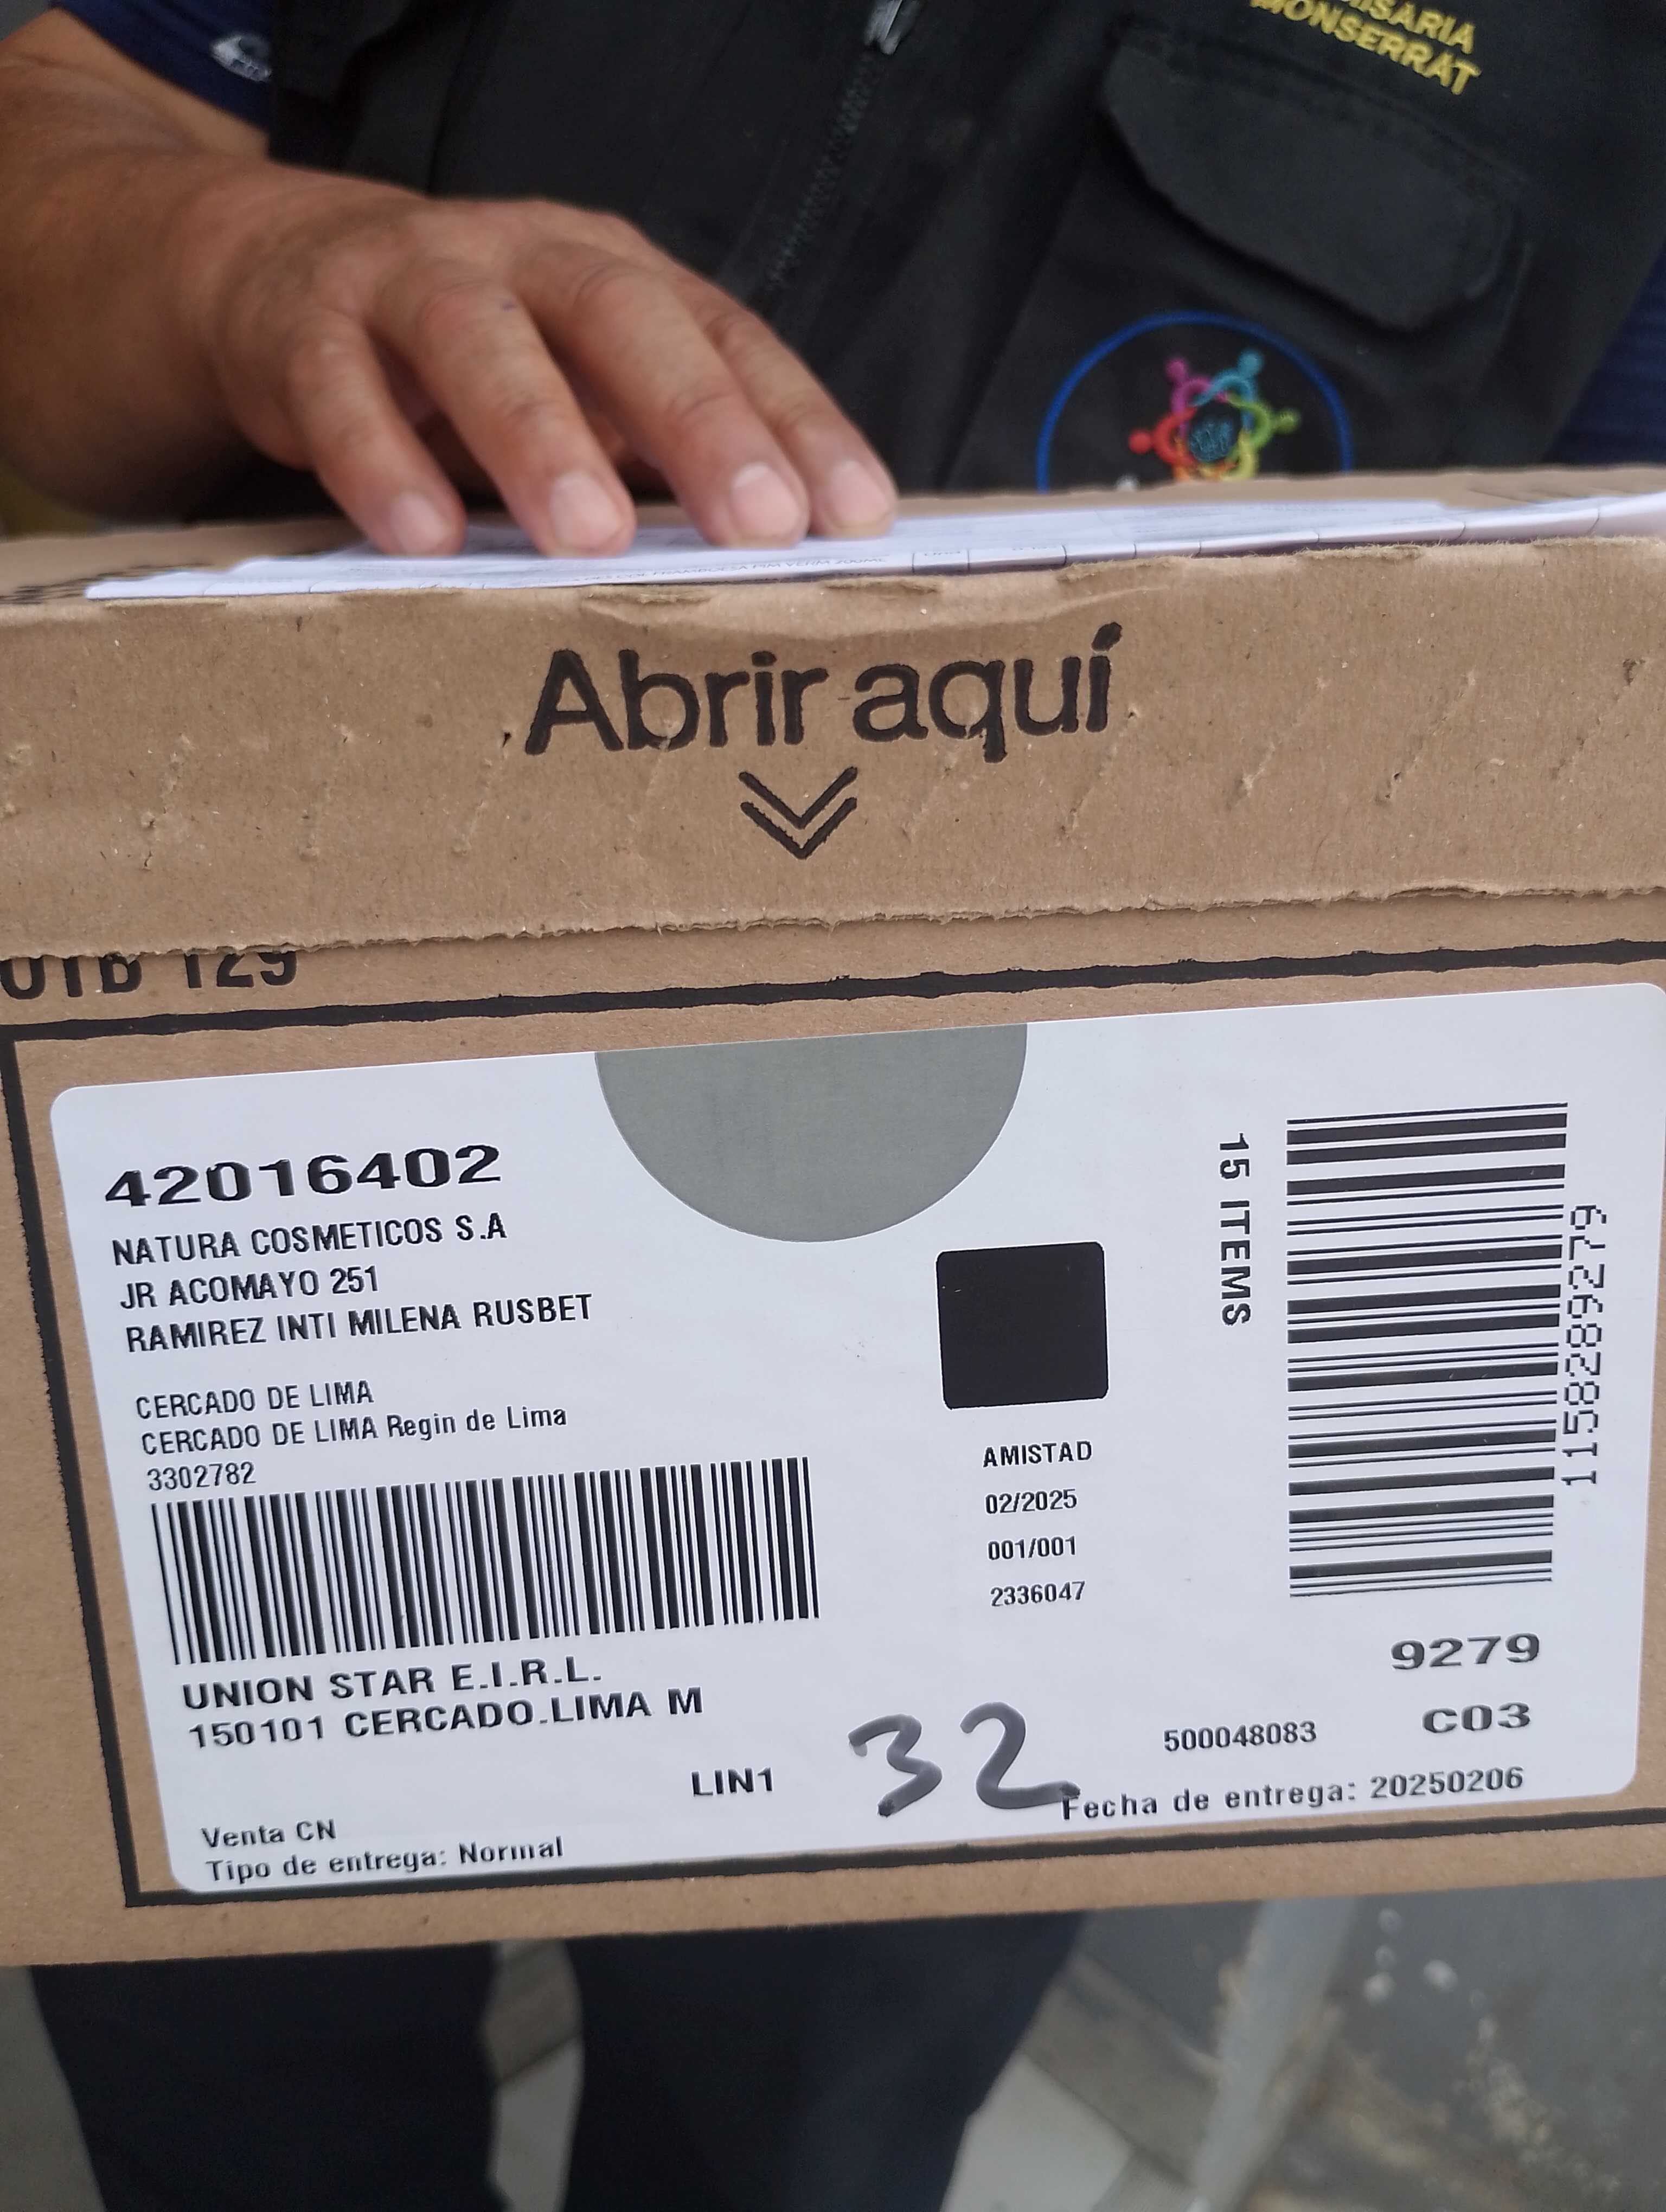 MONSERRAT
Abrir aquí
129
42016402
NATURA COSMETICOS S.A
JR ACOMAYO 251
RAMIREZ INTI MILENA RUSBET
CERCADO DE LIMA
CERCADO DE LIMA Regin de Lima
3302782
UNION STAR E.I.R.L.
150101 CERCADO.LIMA M
LIN1
Venta CN
Tipo de entrega: Normal
AMISTAD
02/2025
001/001
2336047
32
15 ITEMS
1158289279
9279
C03
500048083
Fecha de entrega: 20250206